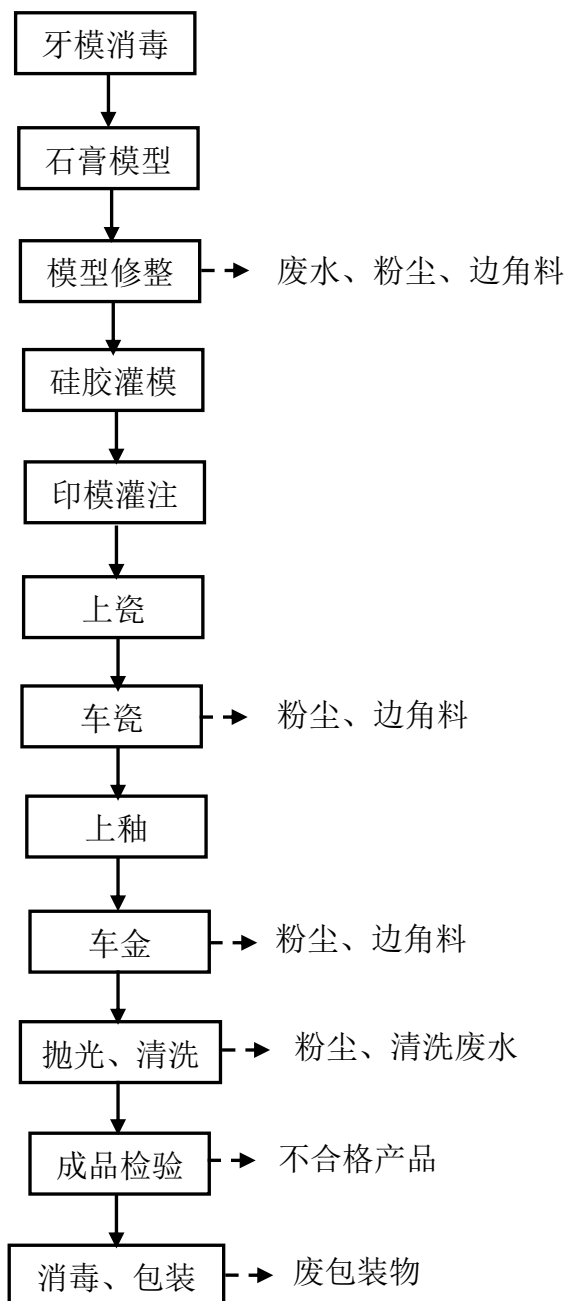 牙模消毒
石膏模型
模型修整 废水、粉尘、边角料
硅胶灌模
印模灌注
上瓷
车瓷 粉尘、边角料
上釉
车金 粉尘、边角料
抛光、清洗 粉尘、清洗废水
成品检验 不合格产品
消毒、包装 废包装物